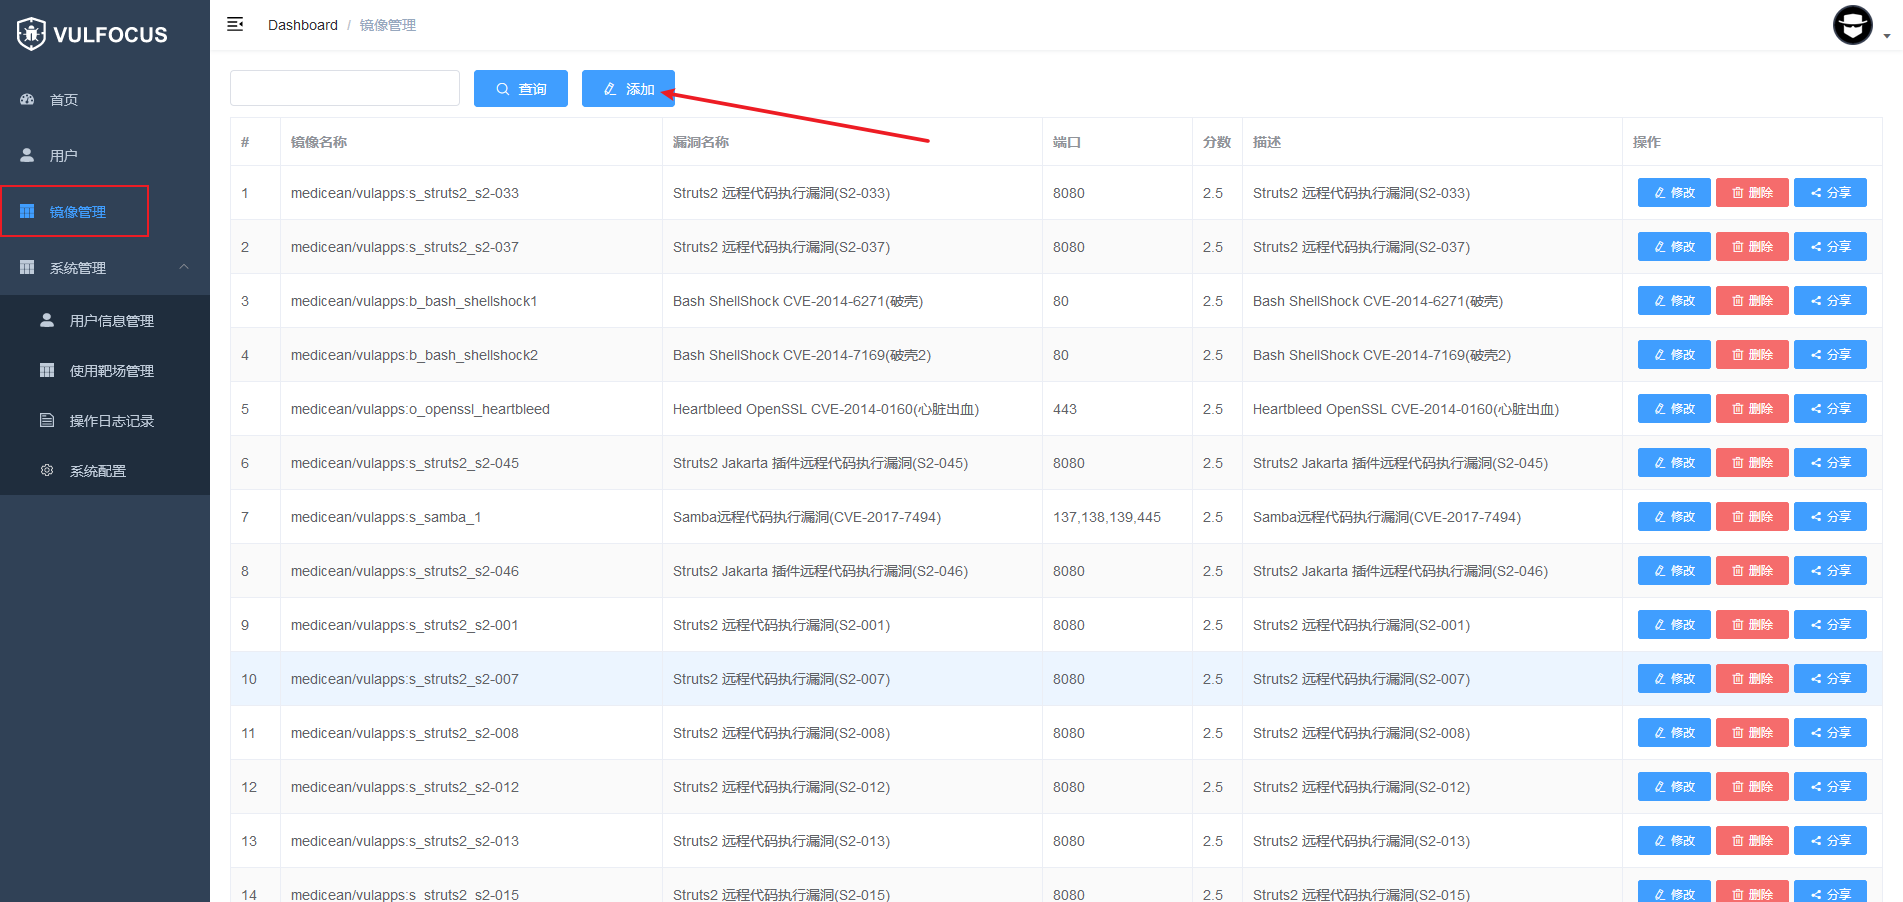 VULFOCUS
Dashboard / 镜像管理
首页
用户
镜像管理
系统管理
用户信息管理
使用靶场管理
操作日志记录
系统配置
查询 添加
# 镜像名称 漏洞名称 端口 分数 描述 操作
1 medicean/vulapps:s_struts2_s2-033 Struts2 远程代码执行漏洞(S2-033) 8080 2.5 Struts2 远程代码执行漏洞(S2-033) 修改 删除 分享
2 medicean/vulapps:s_struts2_s2-037 Struts2 远程代码执行漏洞(S2-037) 8080 2.5 Struts2 远程代码执行漏洞(S2-037) 修改 删除 分享
3 medicean/vulapps:b_bash_shellshock1 Bash ShellShock CVE-2014-6271(破壳) 80 2.5 Bash ShellShock CVE-2014-6271(破壳) 修改 删除 分享
4 medicean/vulapps:b_bash_shellshock2 Bash ShellShock CVE-2014-7169(破壳2) 80 2.5 Bash ShellShock CVE-2014-7169(破壳2) 修改 删除 分享
5 medicean/vulapps:o_openssl_heartbleed Heartbleed OpenSSL CVE-2014-0160(心脏出血) 443 2.5 Heartbleed OpenSSL CVE-2014-0160(心脏出血) 修改 删除 分享
6 medicean/vulapps:s_struts2_s2-045 Struts2 Jakarta 插件远程代码执行漏洞(S2-045) 8080 2.5 Struts2 Jakarta 插件远程代码执行漏洞(S2-045) 修改 删除 分享
7 medicean/vulapps:s_samba_1 Samba远程代码执行漏洞(CVE-2017-7494) 137,138,139,445 2.5 Samba远程代码执行漏洞(CVE-2017-7494) 修改 删除 分享
8 medicean/vulapps:s_struts2_s2-046 Struts2 Jakarta 插件远程代码执行漏洞(S2-046) 8080 2.5 Struts2 Jakarta 插件远程代码执行漏洞(S2-046) 修改 删除 分享
9 medicean/vulapps:s_struts2_s2-001 Struts2 远程代码执行漏洞(S2-001) 8080 2.5 Struts2 远程代码执行漏洞(S2-001) 修改 删除 分享
10 medicean/vulapps:s_struts2_s2-007 Struts2 远程代码执行漏洞(S2-007) 8080 2.5 Struts2 远程代码执行漏洞(S2-007) 修改 删除 分享
11 medicean/vulapps:s_struts2_s2-008 Struts2 远程代码执行漏洞(S2-008) 8080 2.5 Struts2 远程代码执行漏洞(S2-008) 修改 删除 分享
12 medicean/vulapps:s_struts2_s2-012 Struts2 远程代码执行漏洞(S2-012) 8080 2.5 Struts2 远程代码执行漏洞(S2-012) 修改 删除 分享
13 medicean/vulapps:s_struts2_s2-013 Struts2 远程代码执行漏洞(S2-013) 8080 2.5 Struts2 远程代码执行漏洞(S2-013) 修改 删除 分享
14 medicean/vulapps:s_struts2_s2-015 Struts2 远程代码执行漏洞(S2-015) 8080 2.5 Struts2 远程代码执行漏洞(S2-015) 修改 删除 分享